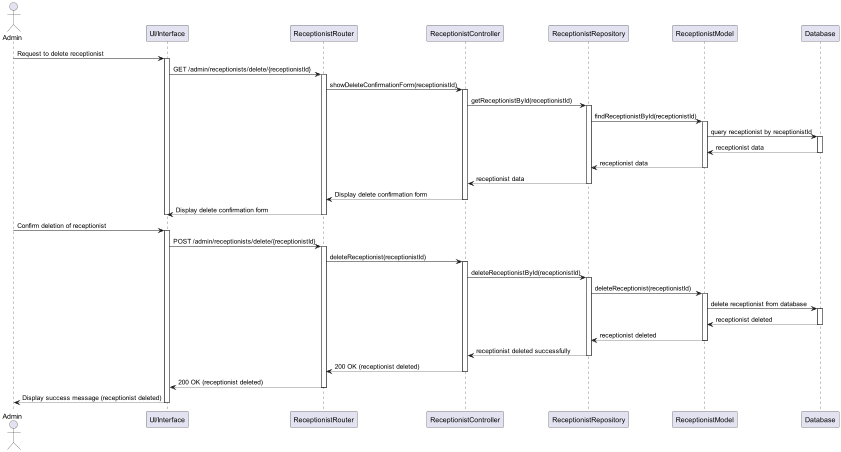 Admin
UI/Interface
ReceptionistRouter
ReceptionistController
ReceptionistRepository
ReceptionistModel
Database
Request to delete receptionist
GET /admin/receptionists/delete/{receptionistId}
showDeleteConfirmationForm(receptionistId)
getReceptionistById(receptionistId)
findReceptionistById(receptionistId)
query receptionist by receptionistId
receptionist data
receptionist data
receptionist data
Display delete confirmation form
Display delete confirmation form
Confirm deletion of receptionist
POST /admin/receptionists/delete/{receptionistId}
deleteReceptionist(receptionistId)
deleteReceptionistById(receptionistId)
deleteReceptionist(receptionistId)
delete receptionist from database
receptionist deleted
receptionist deleted
receptionist deleted successfully
200 OK (receptionist deleted)
200 OK (receptionist deleted)
Display success message (receptionist deleted)
Admin
UI/Interface
ReceptionistRouter
ReceptionistController
ReceptionistRepository
ReceptionistModel
Database